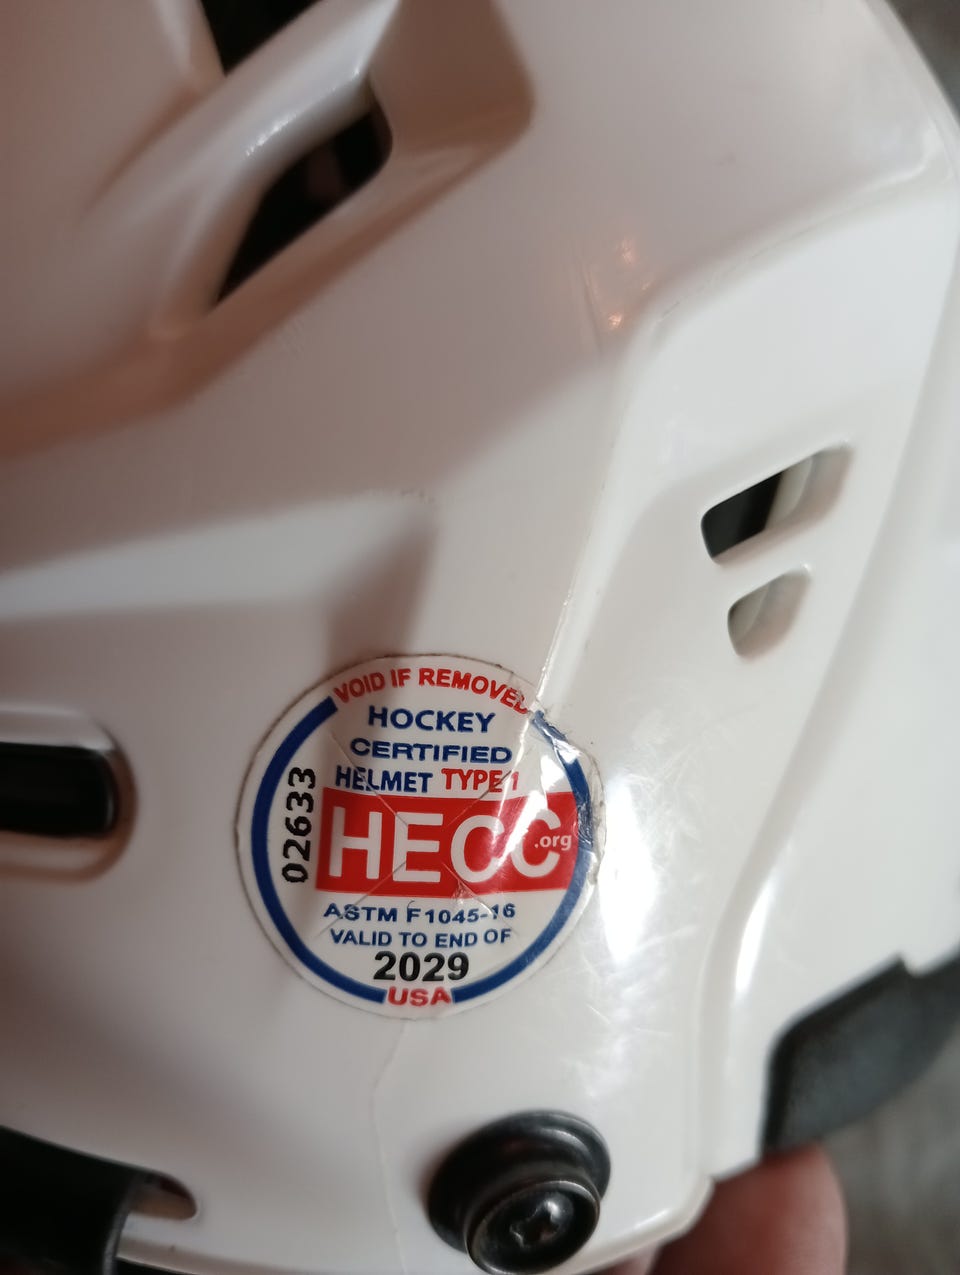 VOID IF REMOVED
HOCKEY
CERTIFIED
HELMET TYPE 1
02633
HECC.org
ASTM F1045-16
VALID TO END OF
2029
USA